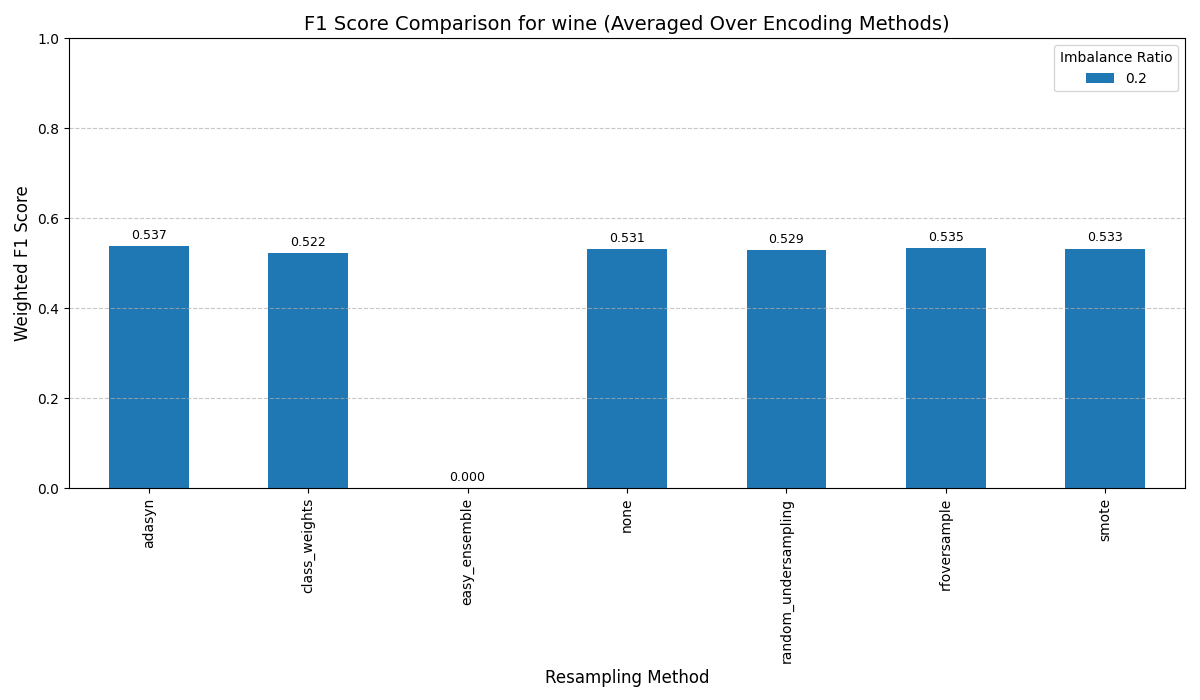 F1 Score Comparison for wine (Averaged Over Encoding Methods)
Imbalance Ratio
0.2
Weighted F1 Score
1.0
0.8
0.6
0.4
0.2
0.0
0.537
0.522
0.000
0.531
0.529
0.535
0.533
adasyn
class_weights
easy_ensemble
none
random_undersampling
rfoversample
smote
Resampling Method